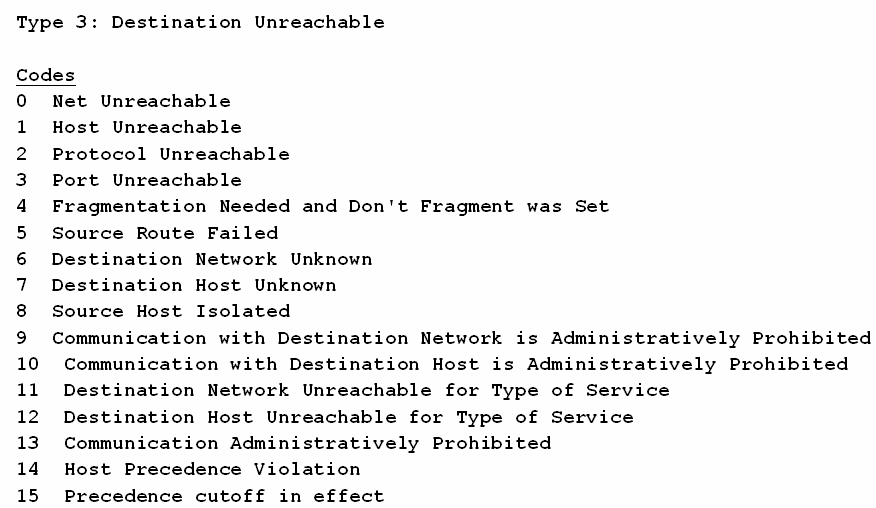 Type 3: Destination Unreachable
Codes
0 Net Unreachable
1 Host Unreachable
2 Protocol Unreachable
3 Port Unreachable
4 Fragmentation Needed and Don't Fragment was Set
5 Source Route Failed
6 Destination Network Unknown
7 Destination Host Unknown
8 Source Host Isolated
9 Communication with Destination Network is Administratively Prohibited
10 Communication with Destination Host is Administratively Prohibited
11 Destination Network Unreachable for Type of Service
12 Destination Host Unreachable for Type of Service
13 Communication Administratively Prohibited
14 Host Precedence Violation
15 Precedence cutoff in effect